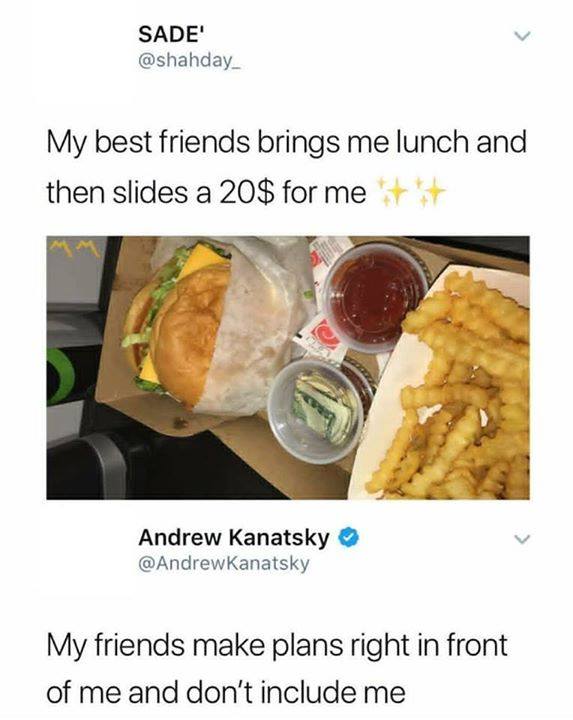 SADE'
@shahday_
My best friends brings me lunch and
then slides a 20$ for me ✨✨
Andrew Kanatsky
@AndrewKanatsky
My friends make plans right in front
of me and don't include me